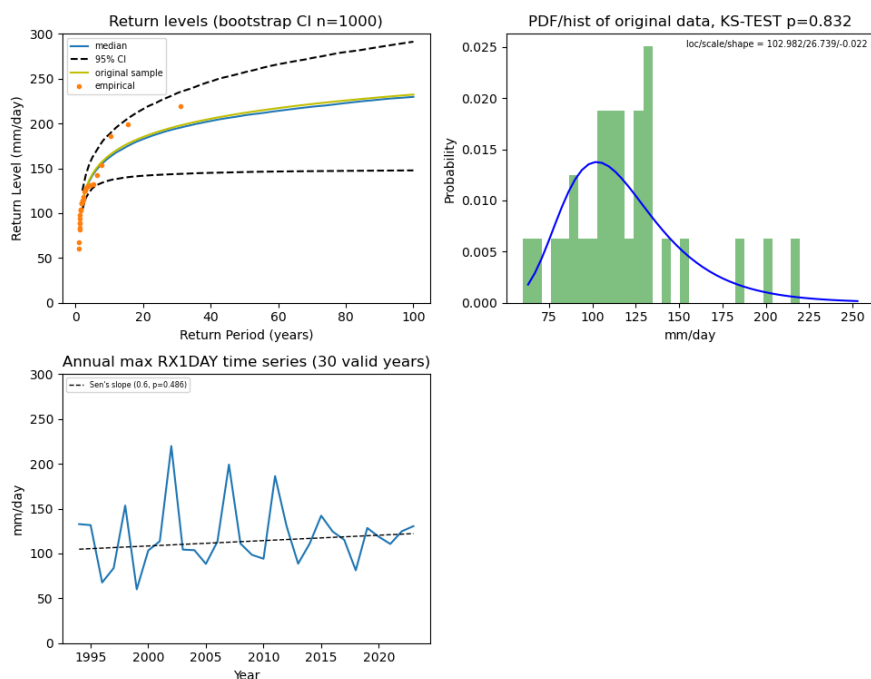 Return levels (bootstrap CI n=1000)
300
250
200
150
100
50
0
Return Level (mm/day)
median
95% CI
original sample
empirical
0 20 40 60 80 100
Return Period (years)
PDF/hist of original data, KS-TEST p=0.832
loc/scale/shape = 102.982/26.739/-0.022
0.025
0.020
0.015
0.010
0.005
0.000
Probability
75 100 125 150 175 200 225 250
mm/day
Annual max RX1DAY time series (30 valid years)
300
250
200
150
100
50
0
mm/day
Sen's slope (0.6, p=0.486)
1995 2000 2005 2010 2015 2020
Year